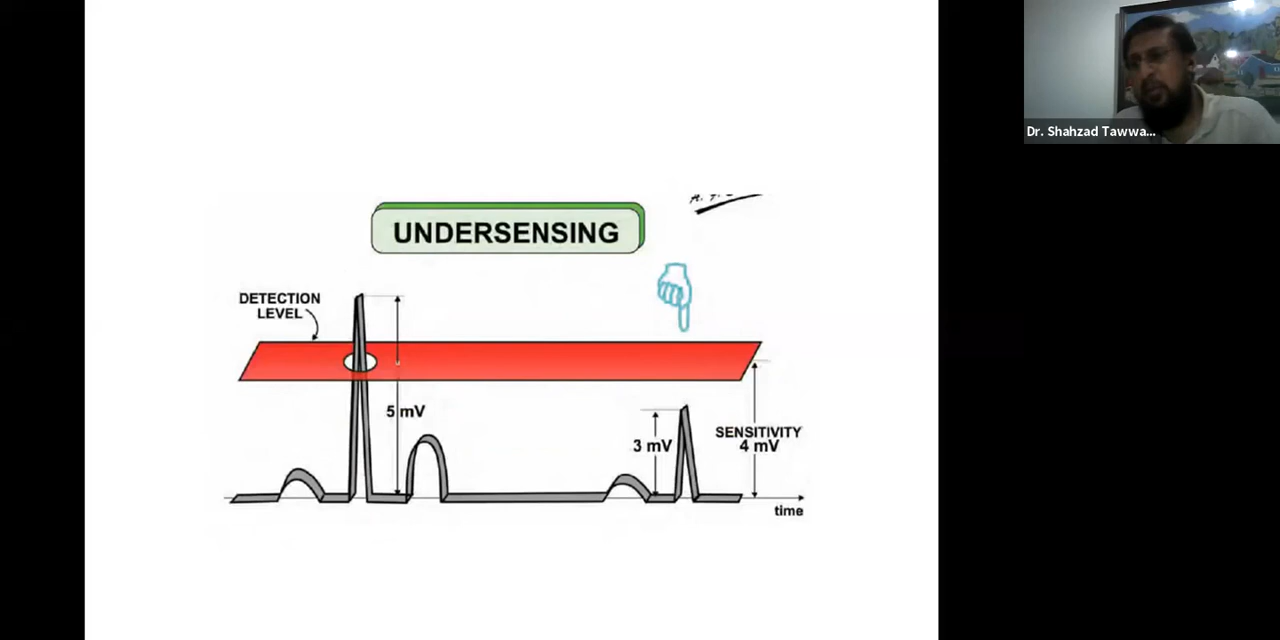 Dr. Shahzad Tawwa...
UNDERSENSING
DETECTION
LEVEL
5 mV
3 mV
SENSITIVITY
4 mV
time